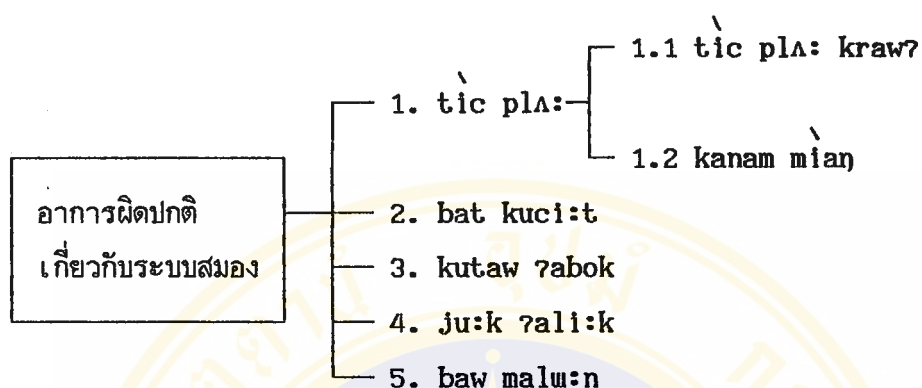 1.1 tìc plʌ: krawʔ
1. tìc plʌ:
1.2 kanam mìaŋ
อาการผิดปกติ
เกี่ยวกับระบบสมอง
2. bat kuci:t
3. kutaw ʔabok
4. ju:k ʔali:k
5. baw malɯ:n